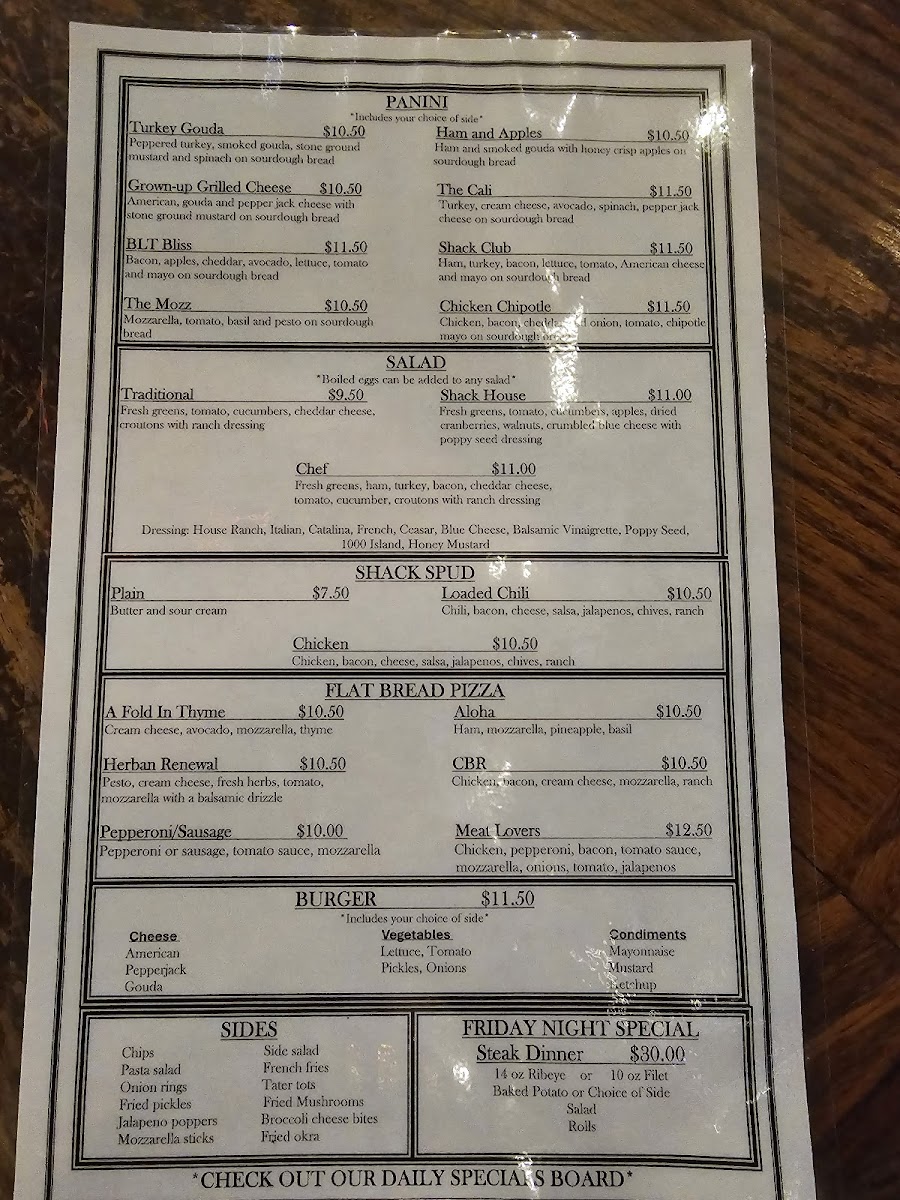 PANINI
*Includes your choice of side*
Turkey Gouda $10.50
Peppered turkey, smoked gouda, stone ground
mustard and spinach on sourdough bread
Ham and Apples $10.50
Ham and smoked gouda with honey crisp apples on
sourdough bread
Grown-up Grilled Cheese $10.50
American, gouda and pepper jack cheese with
stone ground mustard on sourdough bread
The Cali $11.50
Turkey, cream cheese, avocado, spinach, pepper jack
cheese on sourdough bread
BLT Bliss $11.50
Bacon, apples, cheddar, avocado, lettuce, tomato
and mayo on sourdough bread
Shack Club $11.50
Ham, turkey, bacon, lettuce, tomato, American cheese
and mayo on sourdough bread
The Mozz $10.50
Mozzarella, tomato, basil and pesto on sourdough
bread
Chicken Chipotle $11.50
Chicken, bacon, onion, tomato, chipotle
mayo on sourdough
SALAD
*Boiled eggs can be added to any salad*
Traditional $9.50
Fresh greens, tomato, cucumbers, cheddar cheese,
croutons with ranch dressing
Shack House $11.00
Fresh greens, tomato, cucumbers, apples, dried
cranberries, walnuts, crumbled blue cheese with
poppy seed dressing
Chef $11.00
Fresh greens, ham, turkey, bacon, cheddar cheese,
tomato, cucumber, croutons with ranch dressing
Dressing: House Ranch, Italian, Catalina, French, Ceasar, Blue Cheese, Balsamic Vinaigrette, Poppy Seed,
1000 Island, Honey Mustard
SHACK SPUD
Plain $7.50
Butter and sour cream
Loaded Chili $10.50
Chili, bacon, cheese, salsa, jalapenos, chives, ranch
Chicken $10.50
Chicken, bacon, cheese, salsa, jalapenos, chives, ranch
FLAT BREAD PIZZA
A Fold In Thyme $10.50
Cream cheese, avocado, mozzarella, thyme
Aloha $10.50
Ham, mozzarella, pineapple, basil
Herban Renewal $10.50
Pesto, cream cheese, fresh herbs, tomato,
mozzarella with a balsamic drizzle
CBR $10.50
Chicken, bacon, cream cheese, mozzarella, ranch
Pepperoni/Sausage $10.00
Pepperoni or sausage, tomato sauce, mozzarella
Meat Lovers $12.50
Chicken, pepperoni, bacon, tomato sauce,
mozzarella, onions, tomato, jalapenos
BURGER $11.50
*Includes your choice of side*
Cheese
American
Pepperjack
Gouda
Vegetables
Lettuce, Tomato
Pickles, Onions
Condiments
Mayonnaise
Mustard
Ketchup
SIDES
Chips
Pasta salad
Onion rings
Fried pickles
Jalapeno poppers
Mozzarella sticks
Side salad
French fries
Tater tots
Fried Mushrooms
Broccoli cheese bites
Fried okra
FRIDAY NIGHT SPECIAL
Steak Dinner $30.00
14 oz Ribeye or 10 oz Filet
Baked Potato or Choice of Side
Salad
Rolls
*CHECK OUT OUR DAILY SPECIALS BOARD*